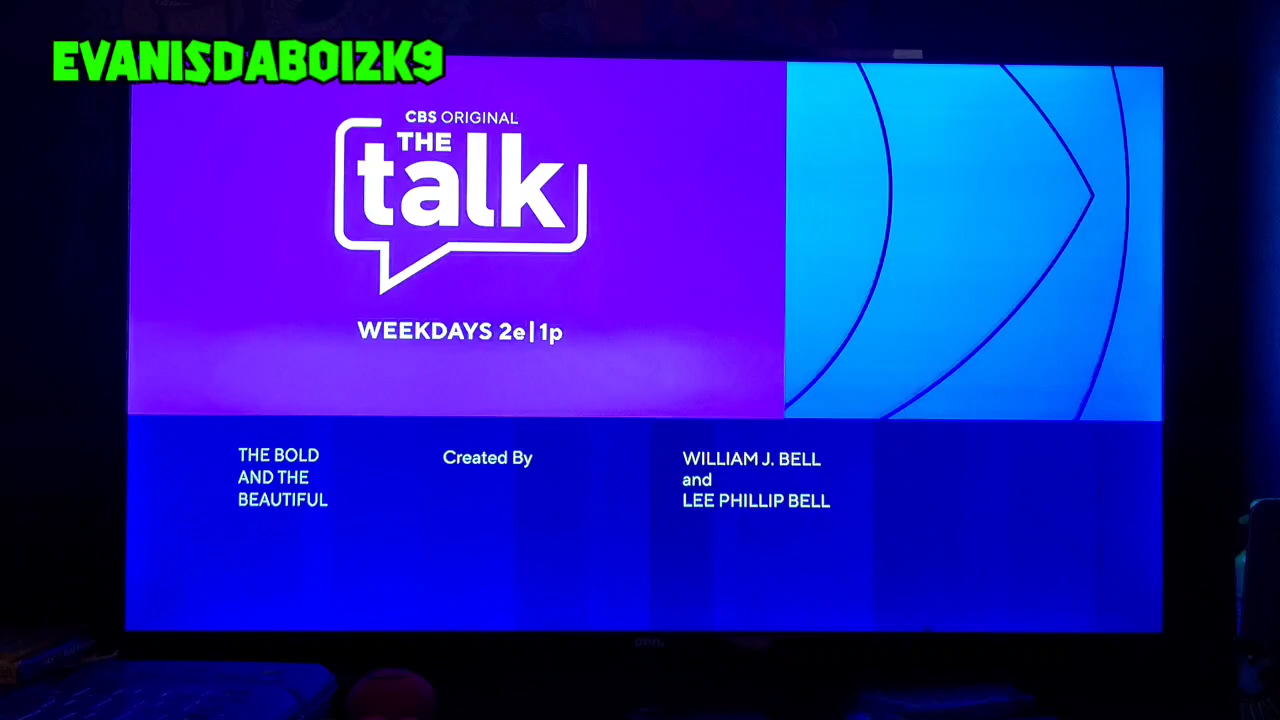 EVANISDABOI2K9
CBS ORIGINAL
THE
talk
WEEKDAYS 2e|1p
THE BOLD
AND THE
BEAUTIFUL
Created By
WILLIAM J. BELL
and
LEE PHILLIP BELL
onn.